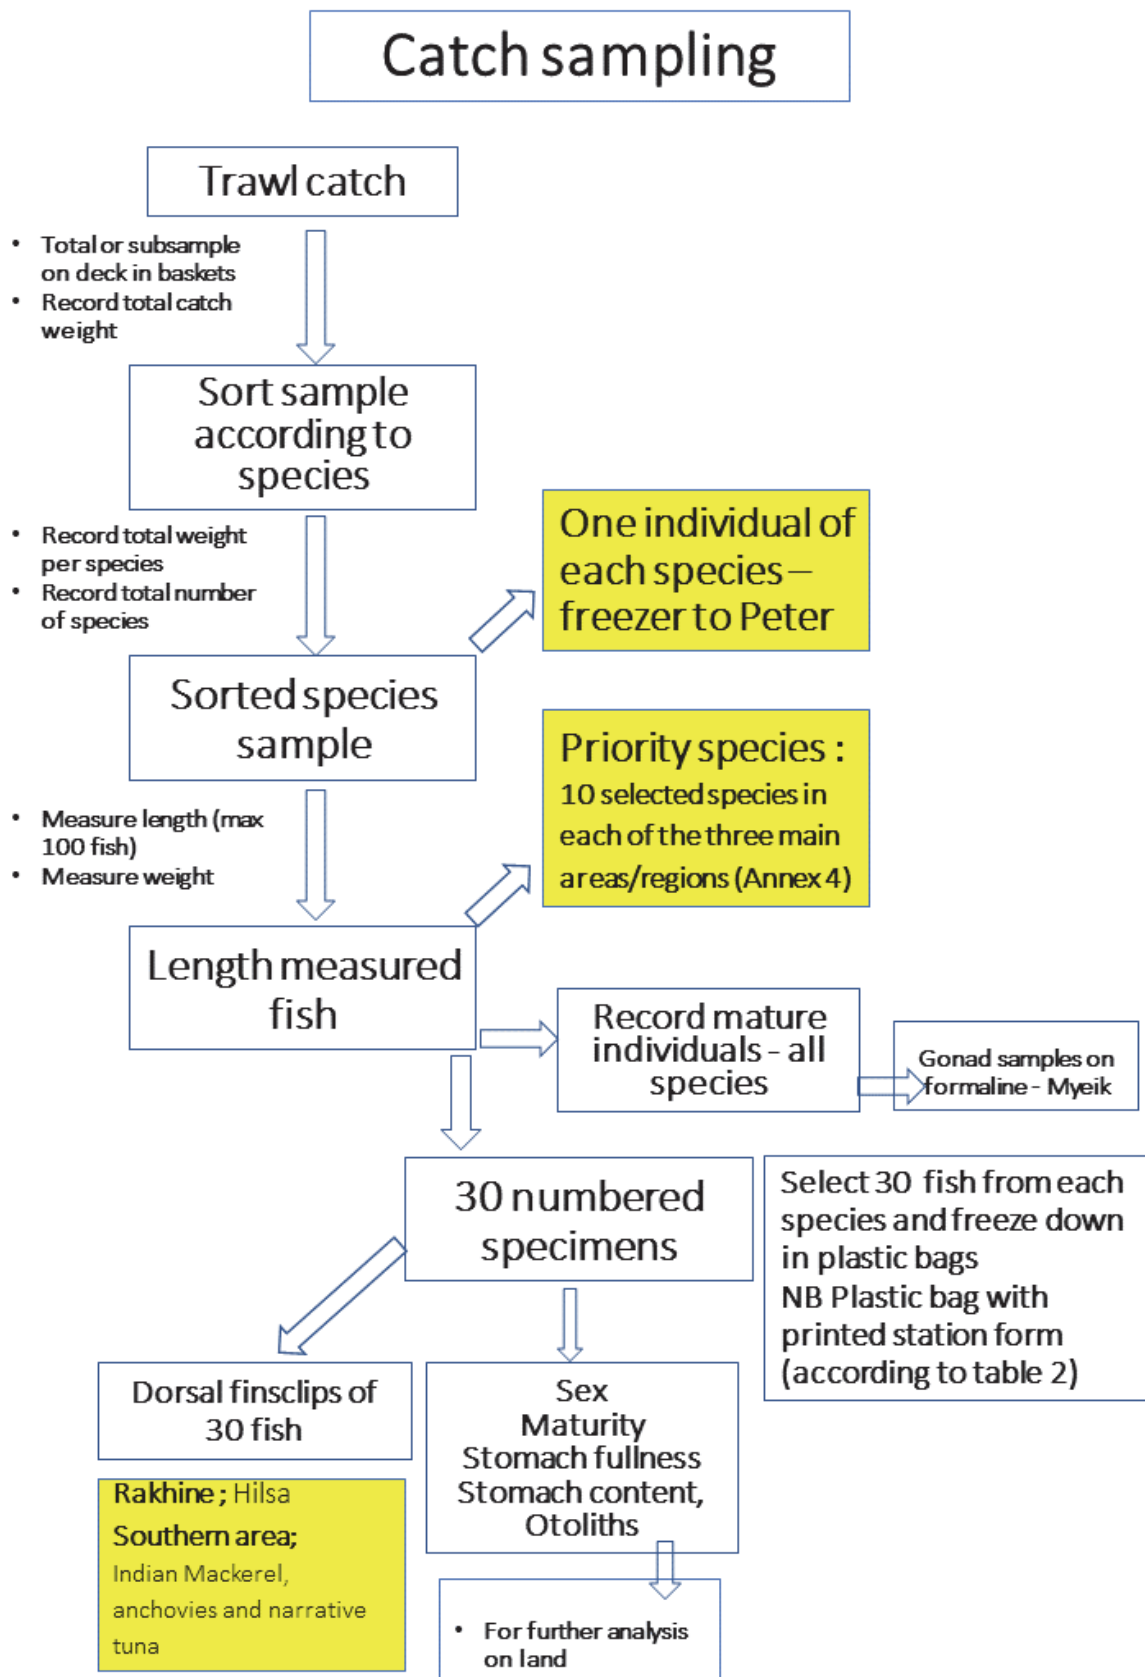 Catch sampling
Trawl catch
• Total or subsample
on deck in baskets
• Record total catch
weight
Sort sample
according to
species
• Record total weight
per species
• Record total number
of species
One individual of
each species –
freezer to Peter
Sorted species
sample
Priority species :
10 selected species in
each of the three main
areas/regions (Annex 4)
• Measure length (max
100 fish)
• Measure weight
Length measured
fish
Record mature
individuals - all
species
Gonad samples on
formaline - Myeik
30 numbered
specimens
Select 30 fish from each
species and freeze down
in plastic bags
NB Plastic bag with
printed station form
(according to table 2)
Dorsal finsclips of
30 fish
Sex
Maturity
Stomach fullness
Stomach content,
Otoliths
Rakhine ; Hilsa
Southern area;
Indian Mackerel,
anchovies and narrative
tuna
• For further analysis
on land